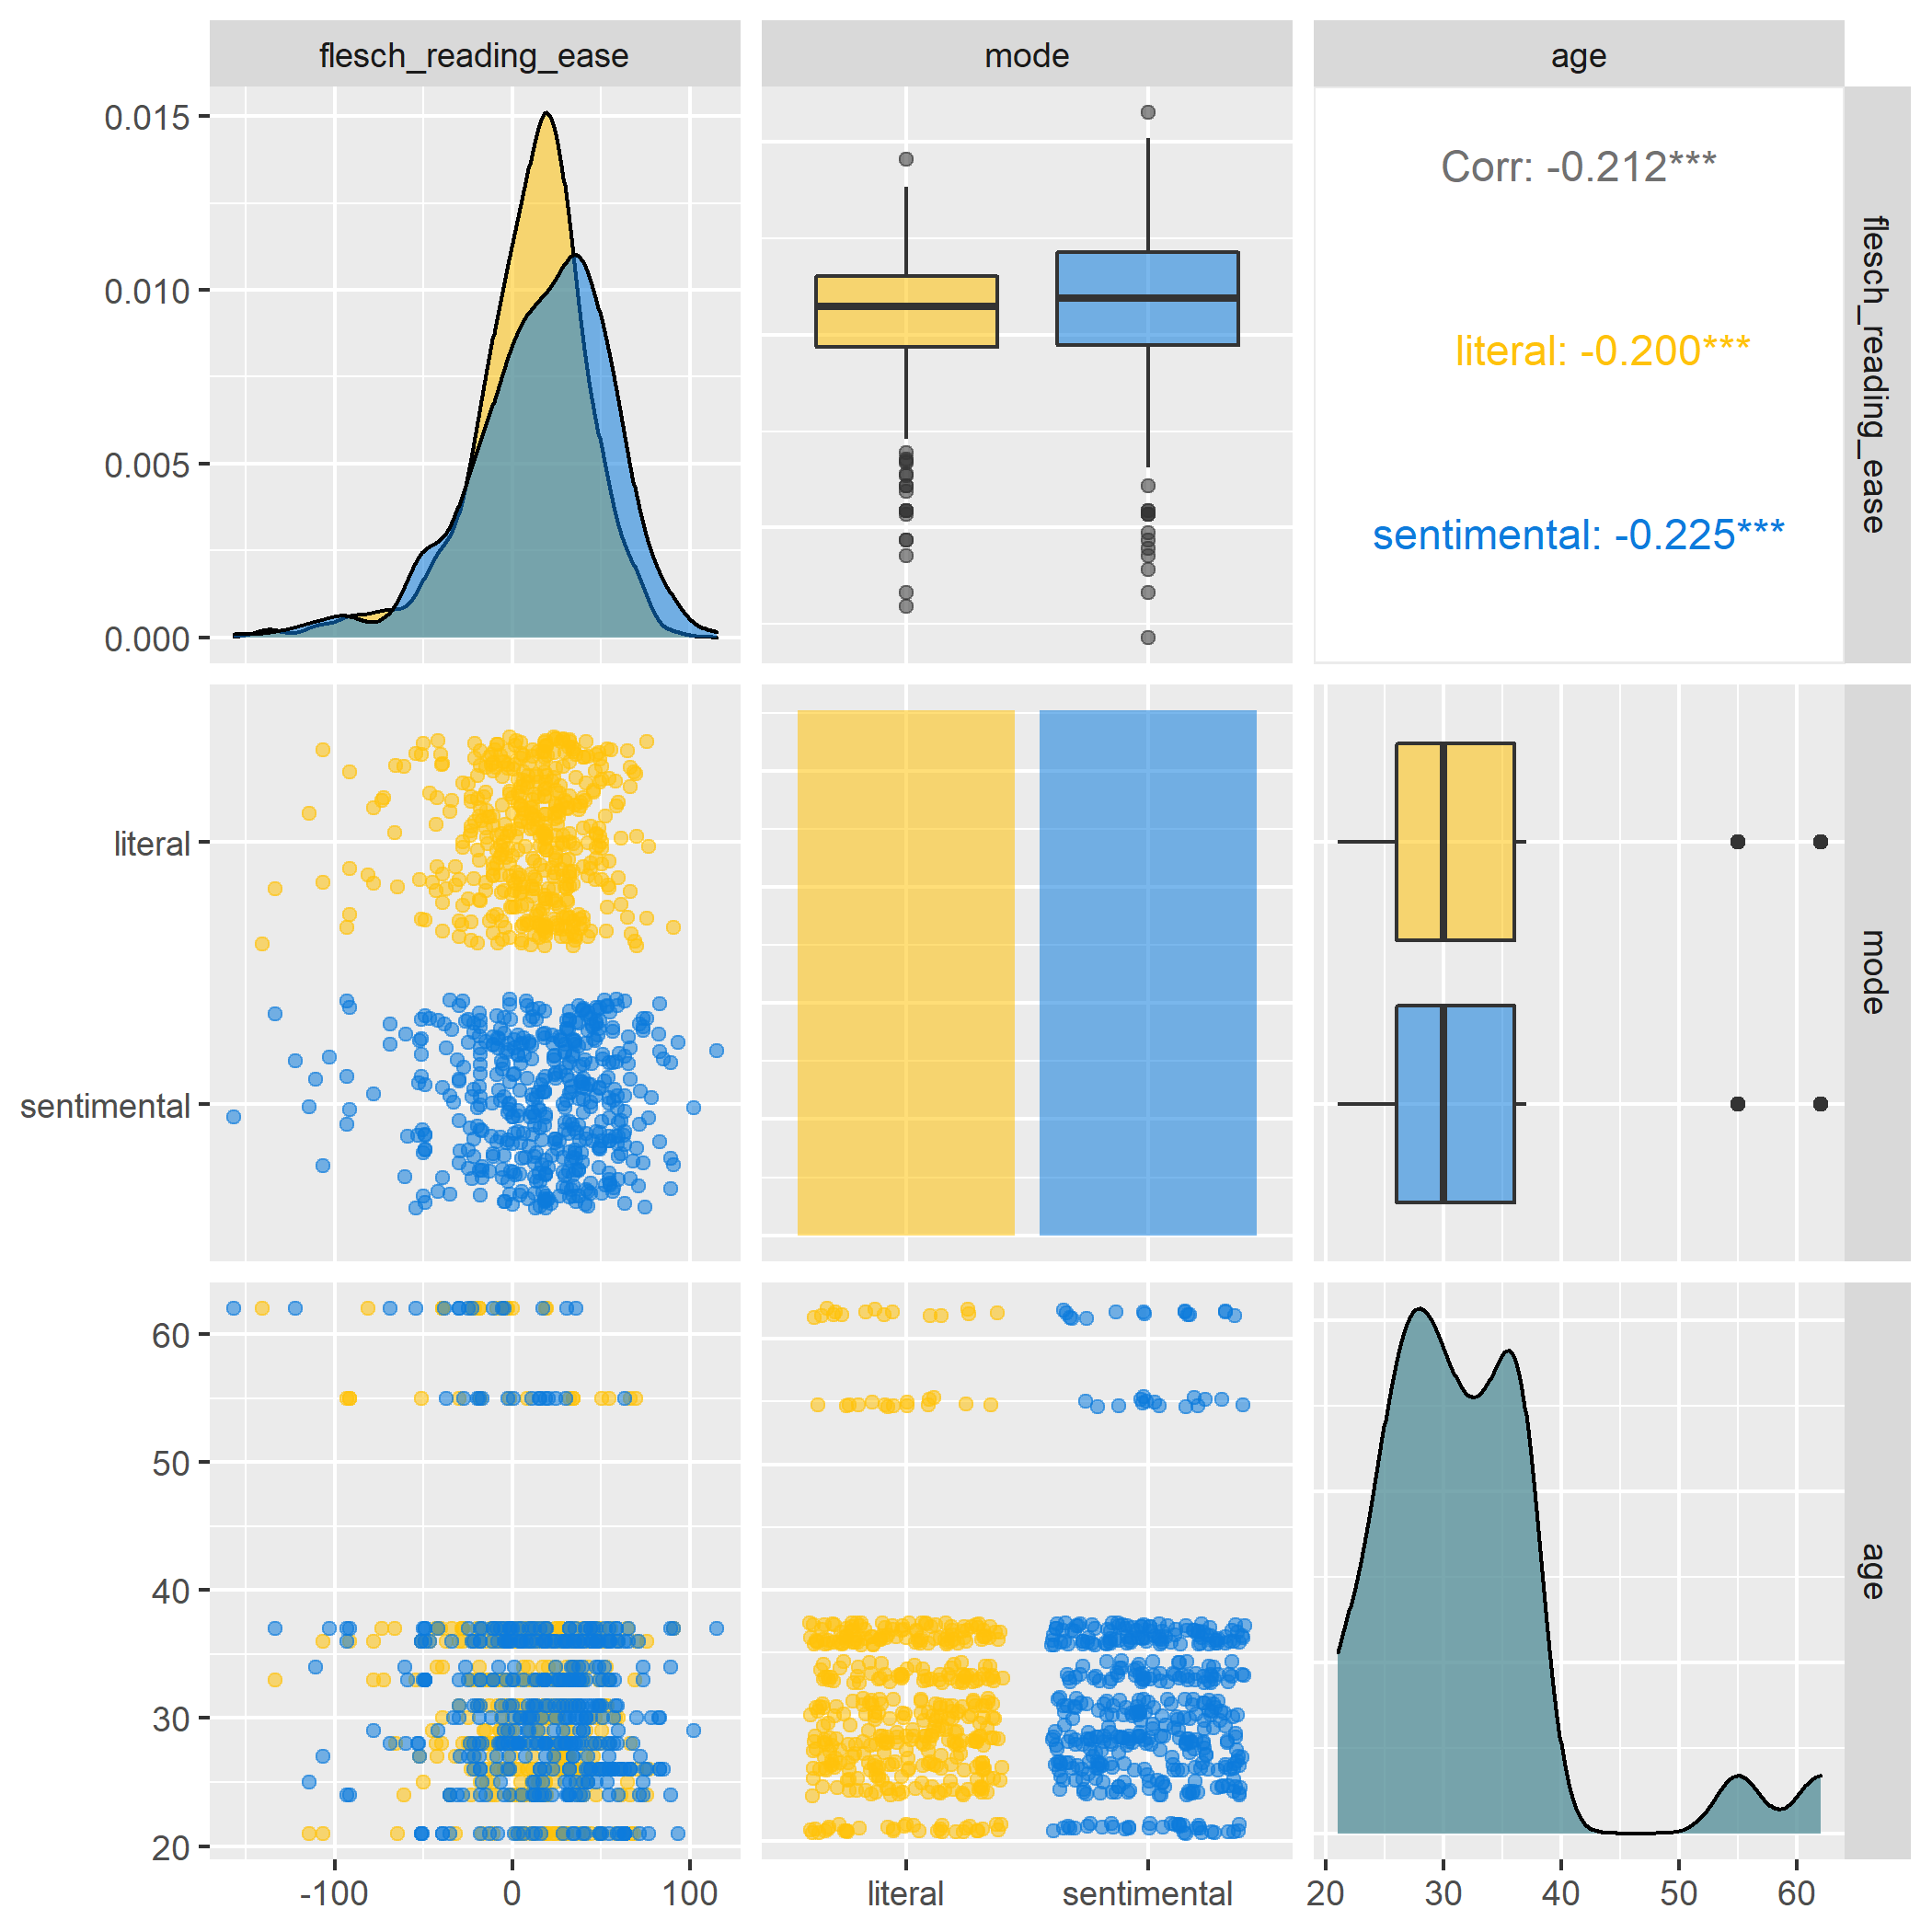 flesch_reading_ease mode age
0.015
0.010
0.005
0.000
Corr: -0.212***
literal: -0.200***
sentimental: -0.225***
flesch_reading_ease
literal
sentimental
mode
60
50
40
30
20
age
-100 0 100 literal sentimental 20 30 40 50 60